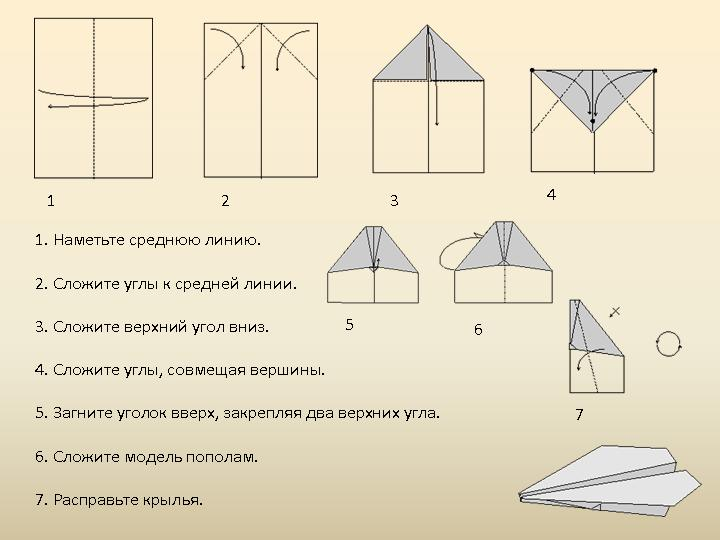 1
2
3
4
1. Наметьте среднюю линию.
2. Сложите углы к средней линии.
3. Сложите верхний угол вниз.
5
6
4. Сложите углы, совмещая вершины.
5. Загните уголок вверх, закрепляя два верхних угла.
7
6. Сложите модель пополам.
7. Расправьте крылья.